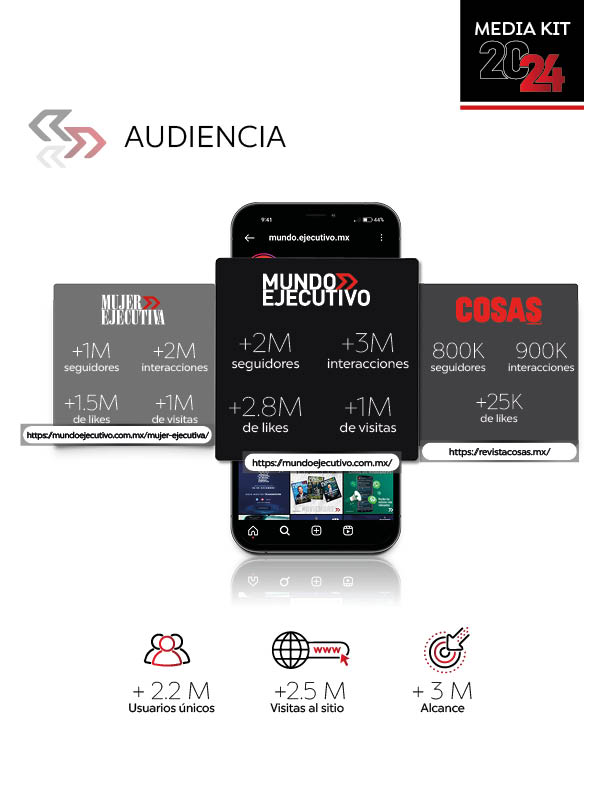 MEDIA KIT
2024
AUDIENCIA
9:41
44%
mundo.ejecutivo.mx
MUJER
EJECUTIVA
+1M
seguidores
+2M
interacciones
+1.5M
de likes
+1M
de visitas
https://mundoejecutivo.com.mx/mujer-ejecutiva/
MUNDO
EJECUTIVO
+2M
seguidores
+3M
interacciones
+2.8M
de likes
+1M
de visitas
https://mundoejecutivo.com.mx/
COSAS
800K
seguidores
900K
interacciones
+25K
de likes
https://revistacosas.mx/
www
+ 2.2 M
Usuarios únicos
+2.5 M
Visitas al sitio
+ 3 M
Alcance